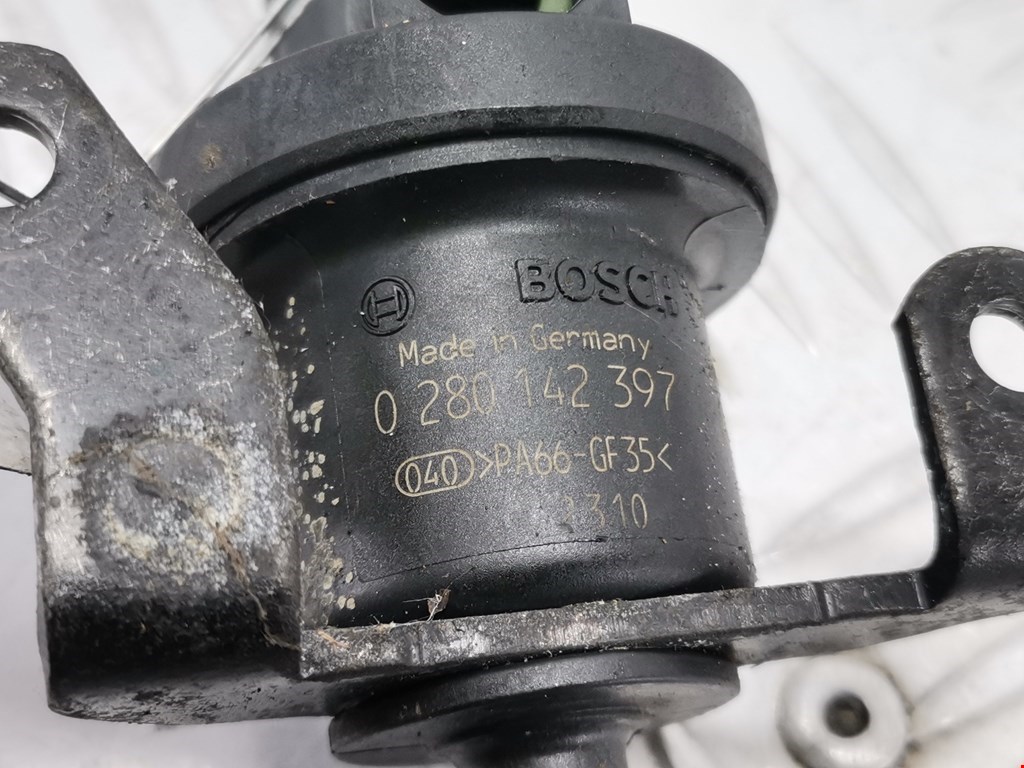 BOSCH
Made in Germany
0 280 142 397
040 >PA66-GF35<